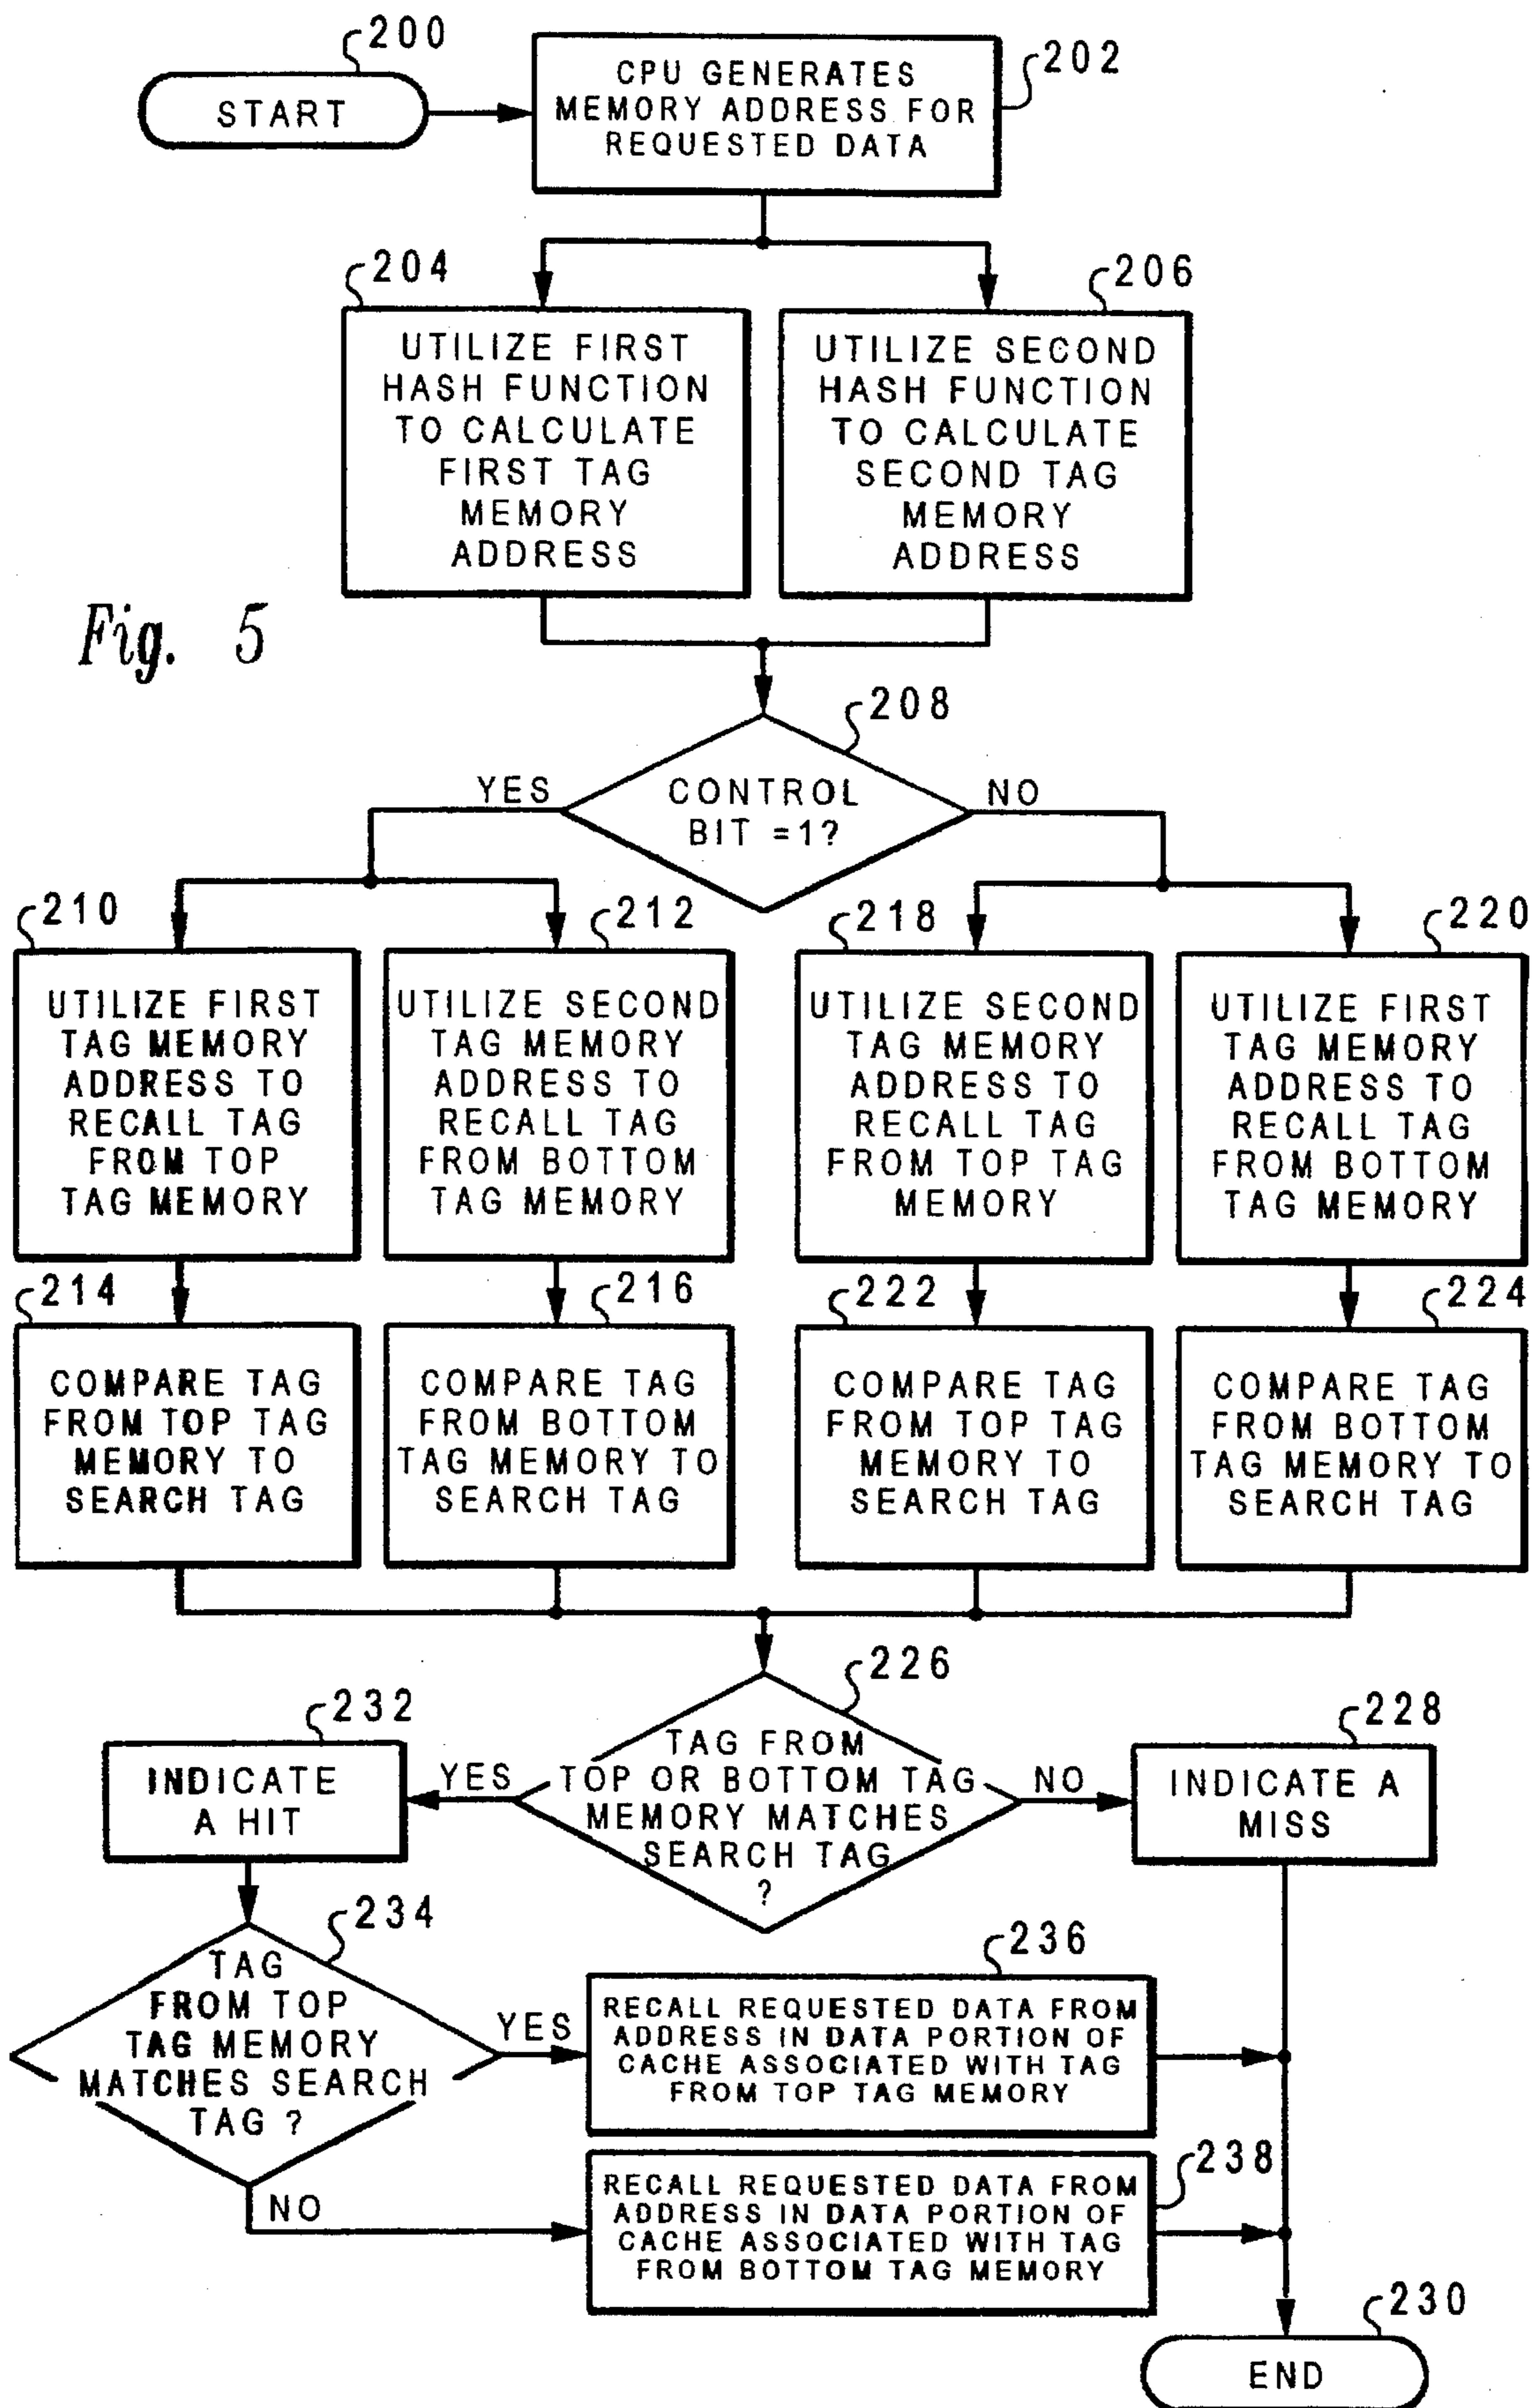 200
START
202
CPU GENERATES
MEMORY ADDRESS FOR
REQUESTED DATA
204
UTILIZE FIRST
HASH FUNCTION
TO CALCULATE
FIRST TAG
MEMORY
ADDRESS
206
UTILIZE SECOND
HASH FUNCTION
TO CALCULATE
SECOND TAG
MEMORY
ADDRESS
Fig. 5
208
CONTROL
BIT =1?
YES
NO
210
UTILIZE FIRST
TAG MEMORY
ADDRESS TO
RECALL TAG
FROM TOP
TAG MEMORY
212
UTILIZE SECOND
TAG MEMORY
ADDRESS TO
RECALL TAG
FROM BOTTOM
TAG MEMORY
218
UTILIZE SECOND
TAG MEMORY
ADDRESS TO
RECALL TAG
FROM TOP TAG
MEMORY
220
UTILIZE FIRST
TAG MEMORY
ADDRESS TO
RECALL TAG
FROM BOTTOM
TAG MEMORY
214
COMPARE TAG
FROM TOP TAG
MEMORY TO
SEARCH TAG
216
COMPARE TAG
FROM BOTTOM
TAG MEMORY TO
SEARCH TAG
222
COMPARE TAG
FROM TOP TAG
MEMORY TO
SEARCH TAG
224
COMPARE TAG
FROM BOTTOM
TAG MEMORY TO
SEARCH TAG
226
TAG FROM
TOP OR BOTTOM TAG
MEMORY MATCHES
SEARCH TAG
?
YES
NO
232
INDICATE
A HIT
228
INDICATE A
MISS
234
TAG
FROM TOP
TAG MEMORY
MATCHES SEARCH
TAG ?
YES
NO
236
RECALL REQUESTED DATA FROM
ADDRESS IN DATA PORTION OF
CACHE ASSOCIATED WITH TAG
FROM TOP TAG MEMORY
238
RECALL REQUESTED DATA FROM
ADDRESS IN DATA PORTION OF
CACHE ASSOCIATED WITH TAG
FROM BOTTOM TAG MEMORY
230
END